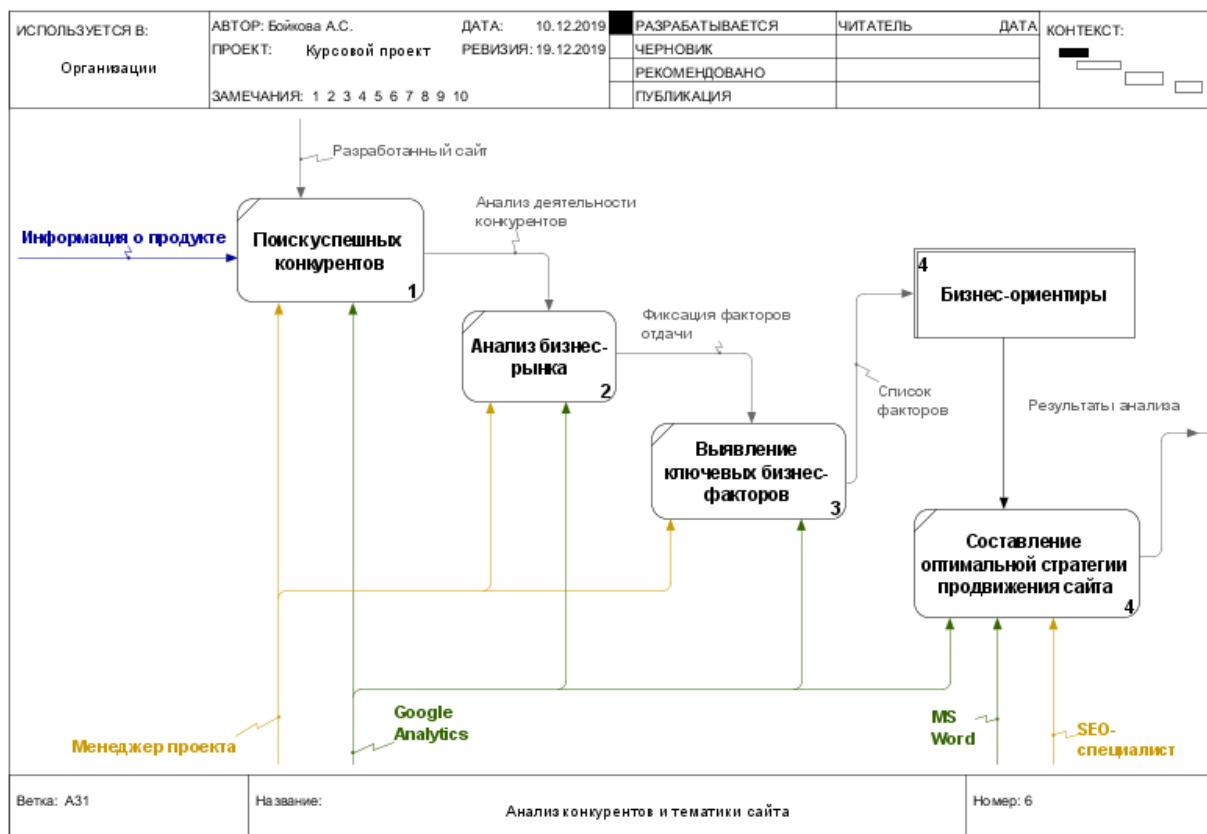 ИСПОЛЬЗУЕТСЯ В:
Организации
АВТОР: Бойкова А.С.
ДАТА: 10.12.2019
ПРОЕКТ: Курсовой проект
РЕВИЗИЯ: 19.12.2019
ЗАМЕЧАНИЯ: 1 2 3 4 5 6 7 8 9 10
РАЗРАБАТЫВАЕТСЯ
ЧЕРНОВИК
РЕКОМЕНДОВАНО
ПУБЛИКАЦИЯ
ЧИТАТЕЛЬ
ДАТА
КОНТЕКСТ:
Разработанный сайт
Информация о продукте
Поиск успешных
конкурентов
1
Анализ деятельности
конкурентов
Анализ бизнес-
рынка
2
Фиксация факторов
отдачи
Выявление
ключевых бизнес-
факторов
3
Список
факторов
4
Бизнес-ориентиры
Результаты анализа
Составление
оптимальной стратегии
продвижения сайта
4
Менеджер проекта
Google
Analytics
MS
Word
SEO-
специалист
Ветка: А31
Название:
Анализ конкурентов и тематики сайта
Номер: 6